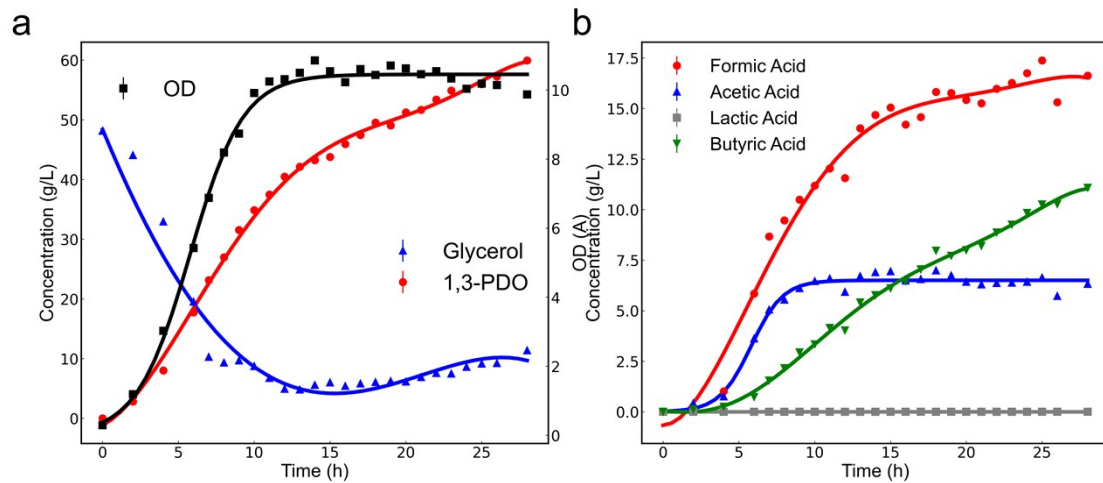 a
b
60
50
40
30
20
10
0
Concentration (g/L)
OD
Glycerol
1,3-PDO
10
8
6
4
2
0
OD (A)
0 5 10 15 20 25
Time (h)
17.5
15.0
12.5
10.0
7.5
5.0
2.5
0.0
Concentration (g/L)
Formic Acid
Acetic Acid
Lactic Acid
Butyric Acid
0 5 10 15 20 25
Time (h)